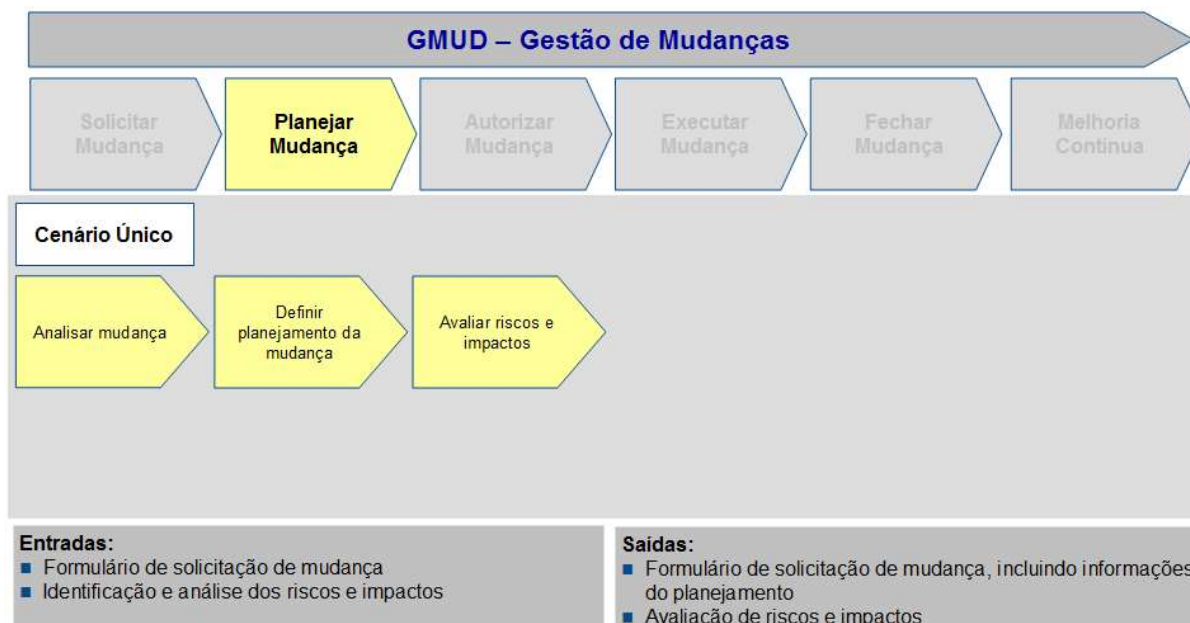 GMUD – Gestão de Mudanças
Solicitar
Mudança
Planejar
Mudança
Autorizar
Mudança
Executar
Mudança
Fechar
Mudança
Melhoria
Continua
Cenário Único
Analisar mudança
Definir
planejamento da
mudança
Avaliar riscos e
impactos
Entradas:
■ Formulário de solicitação de mudança
■ Identificação e análise dos riscos e impactos
Saídas:
■ Formulário de solicitação de mudança, incluindo informações
do planejamento
■ Avaliação de riscos e impactos